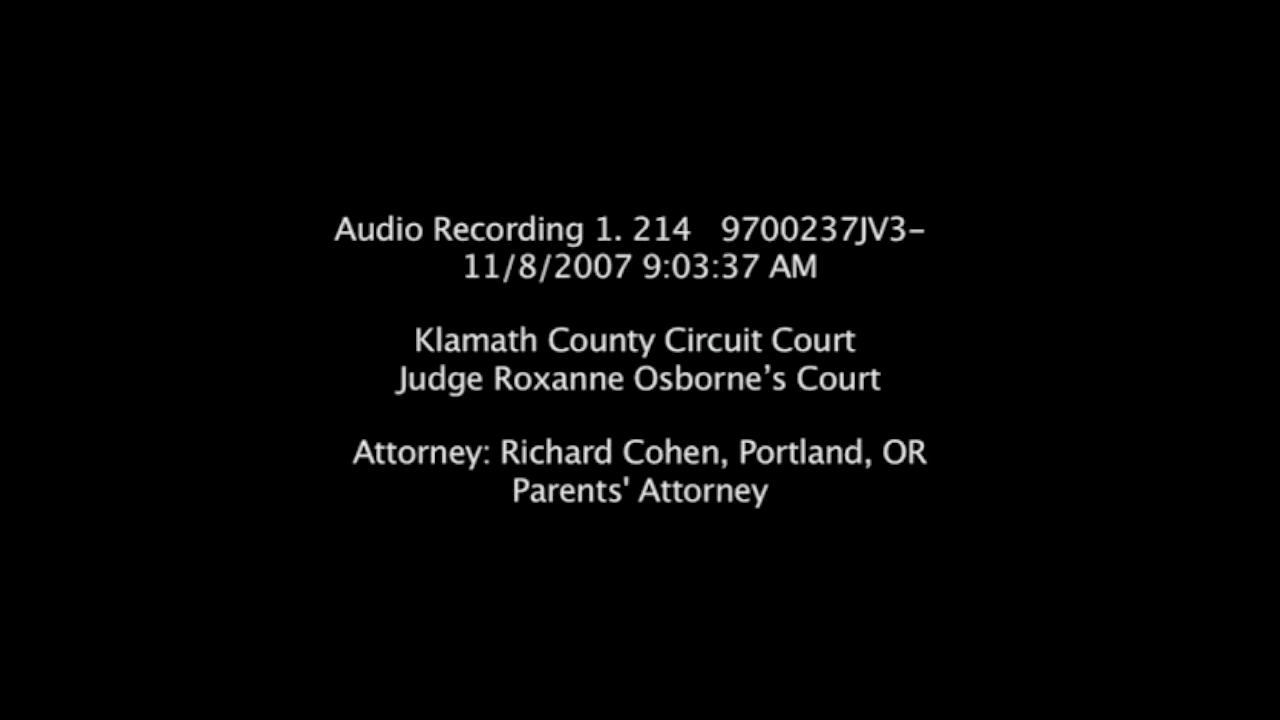 Audio Recording 1. 214   9700237JV3-
11/8/2007 9:03:37 AM
Klamath County Circuit Court
Judge Roxanne Osborne’s Court
Attorney: Richard Cohen, Portland, OR
Parents' Attorney